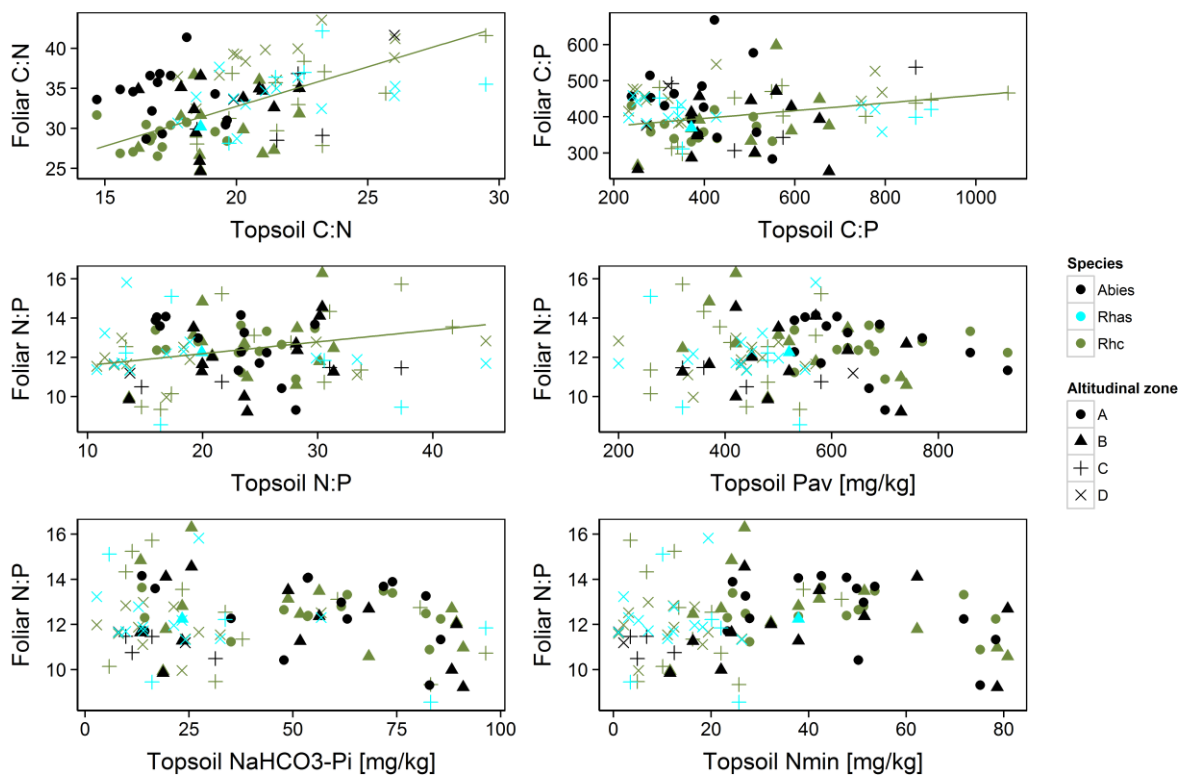 Foliar C:N
40
35
30
25
15
20
25
30
Topsoil C:N
Foliar C:P
600
500
400
300
200
400
600
800
1000
Topsoil C:P
Foliar N:P
16
14
12
10
10
20
30
40
Topsoil N:P
Foliar N:P
16
14
12
10
200
400
600
800
Topsoil Pav [mg/kg]
Foliar N:P
16
14
12
10
0
25
50
75
100
Topsoil NaHCO3-Pi [mg/kg]
Foliar N:P
16
14
12
10
0
20
40
60
80
Topsoil Nmin [mg/kg]
Species
Abies
Rhas
Rhc
Altitudinal zone
A
B
C
D